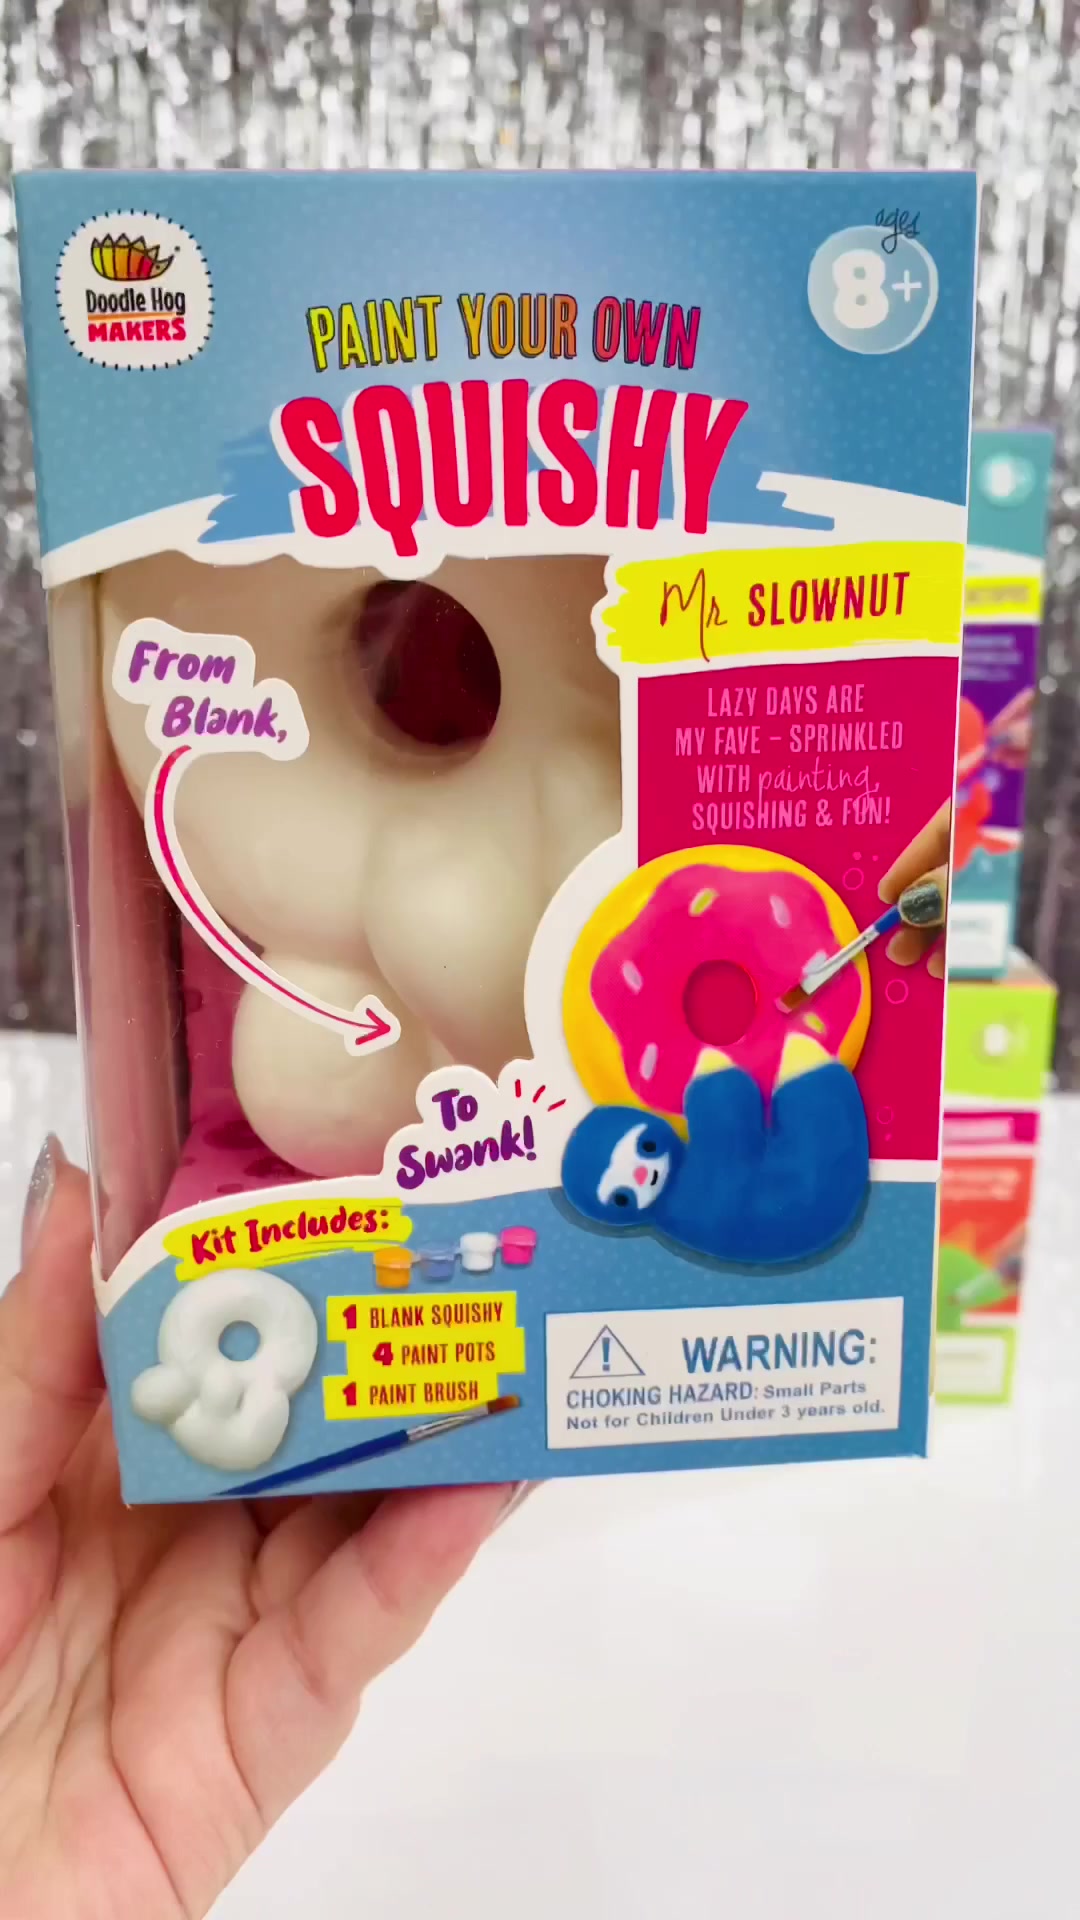 ages
8+
Doodle Hog
MAKERS
PAINT YOUR OWN
SQUISHY
Mr SLOWNUT
From
Blank,
LAZY DAYS ARE
MY FAVE – SPRINKLED
WITH painting,
SQUISHING & FUN!
To
Swank!
Kit Includes:
1 BLANK SQUISHY
4 PAINT POTS
1 PAINT BRUSH
WARNING:
CHOKING HAZARD: Small Parts
Not for Children Under 3 years old.